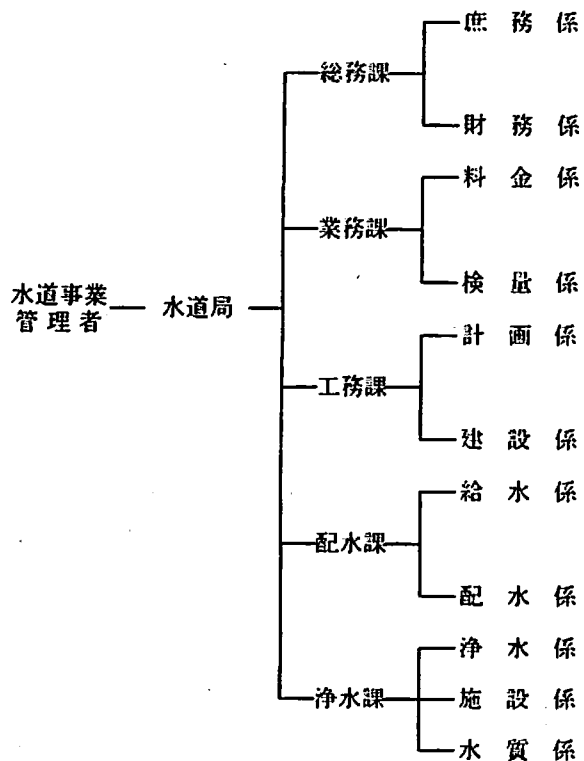 水道事業
管理者
水道局
総務課
庶務係
財務係
業務課
料金係
検量係
工務課
計画係
建設係
配水課
給水係
配水係
浄水課
浄水係
施設係
水質係